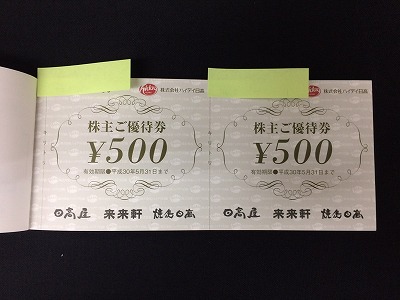 Hiday 株式会社ハイデイ日高
株主ご優待券
¥500
有効期限●平成30年5月31日まで
日高屋 来来軒 焼鳥日高
株式会社ハイデイ日高
株主ご優待券
¥500
有効期限●平成30年5月31日まで
日高屋 来来軒 焼鳥日高